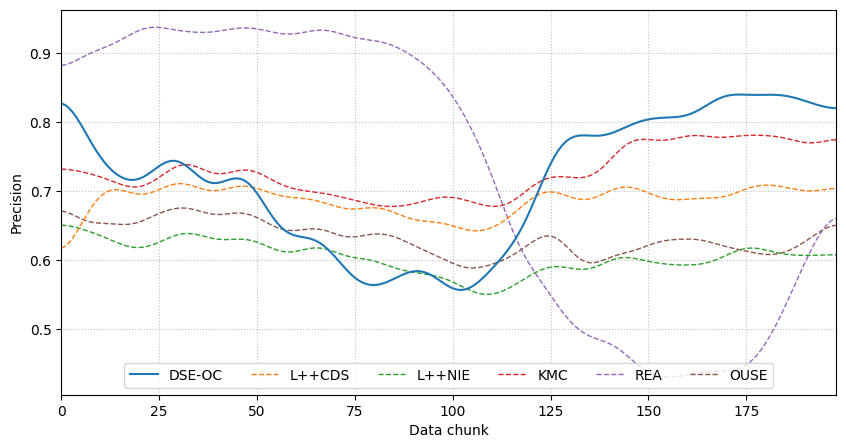 Precision
0.9
0.8
0.7
0.6
0.5
DSE-OC L++CDS L++NIE KMC REA OUSE
0 25 50 75 100 125 150 175
Data chunk